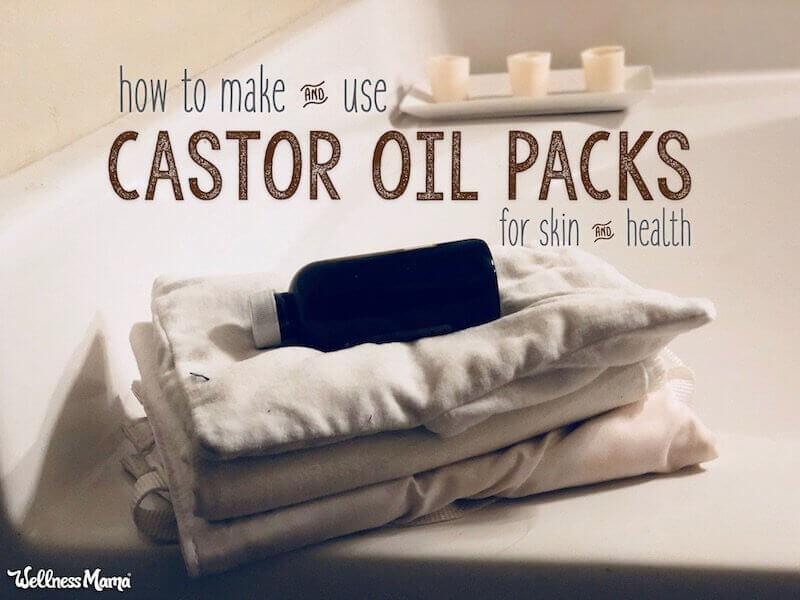 how to make AND use
CASTOR OIL PACKS
for skin AND health
Wellness Mama